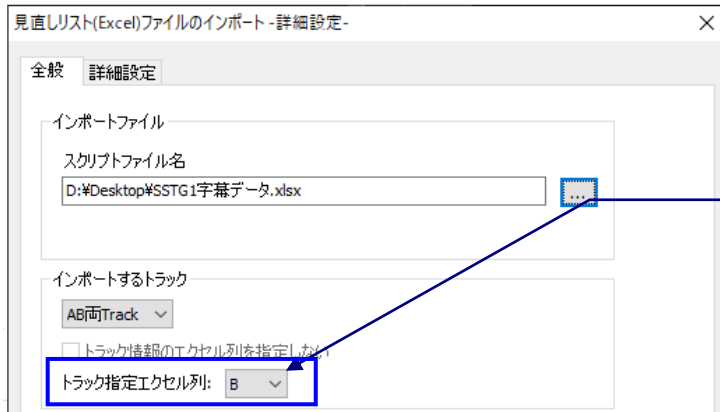 見直しリスト(Excel)ファイルのインポート -詳細設定-
全般 詳細設定
インポートファイル
スクリプトファイル名
D:¥Desktop¥SSTG1字幕データ.xlsx
...
インポートするトラック
AB両Track
トラック情報のエクセル列を指定しない
トラック指定エクセル列: B